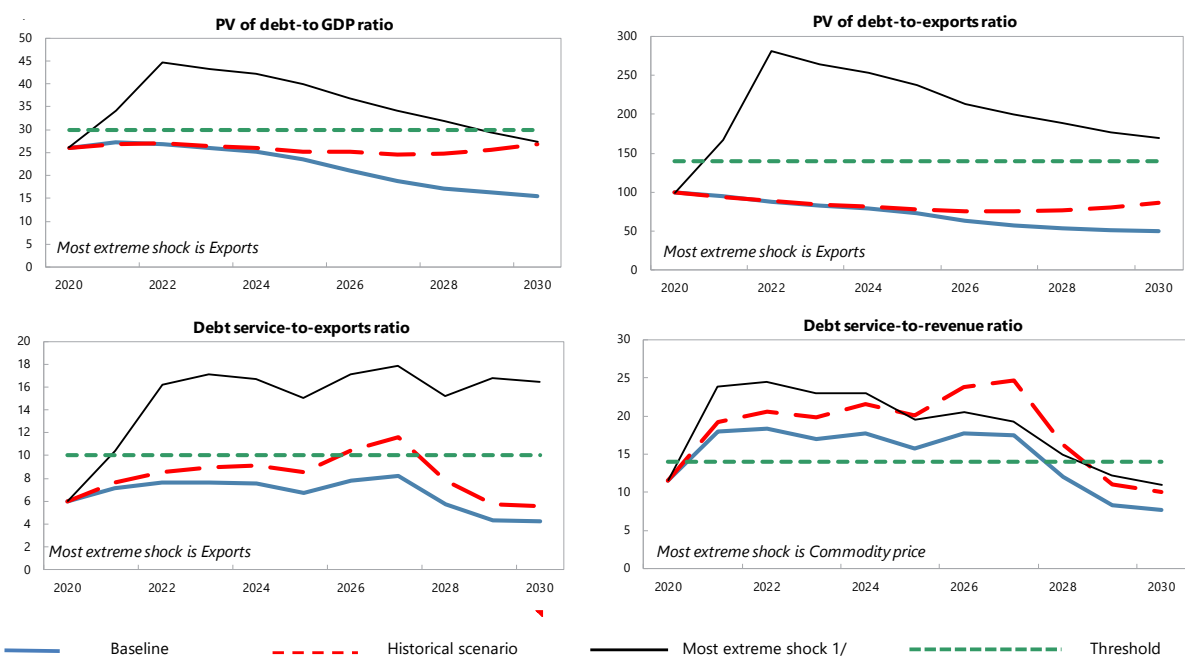 PV of debt-to GDP ratio
50
45
40
35
30
25
20
15
10
5
0
Most extreme shock is Exports
2020 2022 2024 2026 2028 2030
PV of debt-to-exports ratio
300
250
200
150
100
50
0
Most extreme shock is Exports
2020 2022 2024 2026 2028 2030
Debt service-to-exports ratio
20
18
16
14
12
10
8
6
4
2
0
Most extreme shock is Exports
2020 2022 2024 2026 2028 2030
Debt service-to-revenue ratio
30
25
20
15
10
5
0
Most extreme shock is Commodity price
2020 2022 2024 2026 2028 2030
Baseline Historical scenario Most extreme shock 1/ Threshold